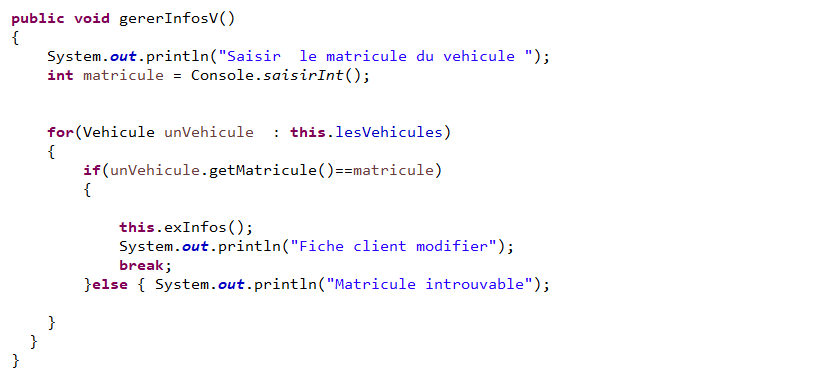 public void gererInfosV()
{
    System.out.println("Saisir  le matricule du vehicule ");
    int matricule = Console.saisirInt();
    for(Vehicule unVehicule  : this.lesVehicules)
    {
        if(unVehicule.getMatricule()==matricule)
        {
            this.exInfos();
            System.out.println("Fiche client modifier");
            break;
        }else { System.out.println("Matricule introuvable");
    }
  }
}